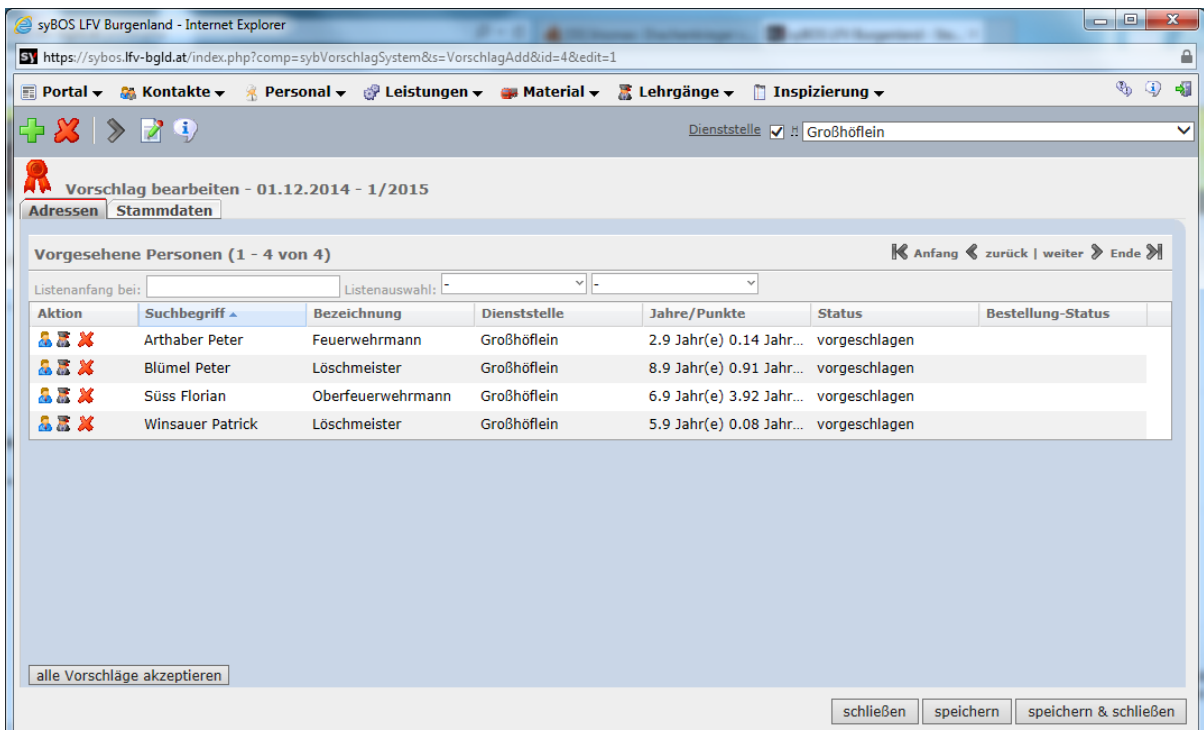 syBOS LFV Burgenland - Internet Explorer
sy https://sybos.lfv-bgld.at/index.php?comp=sybVorschlagSystem&s=VorschlagAdd&id=4&edit=1
Portal Kontakte Personal Leistungen Material Lehrgänge Inspizierung
Dienststelle H Großhöflein
Vorschlag bearbeiten - 01.12.2014 - 1/2015
Adressen Stammdaten
Vorgesehene Personen (1 - 4 von 4) Anfang zurück | weiter Ende
Listenanfang bei: Listenauswahl: - -
Aktion Suchbegriff Bezeichnung Dienststelle Jahre/Punkte Status Bestellung-Status
Arthaber Peter Feuerwehrmann Großhöflein 2.9 Jahr(e) 0.14 Jahr... vorgeschlagen
Blümel Peter Löschmeister Großhöflein 8.9 Jahr(e) 0.91 Jahr... vorgeschlagen
Süss Florian Oberfeuerwehrmann Großhöflein 6.9 Jahr(e) 3.92 Jahr... vorgeschlagen
Winsauer Patrick Löschmeister Großhöflein 5.9 Jahr(e) 0.08 Jahr... vorgeschlagen
alle Vorschläge akzeptieren
schließen speichern speichern & schließen